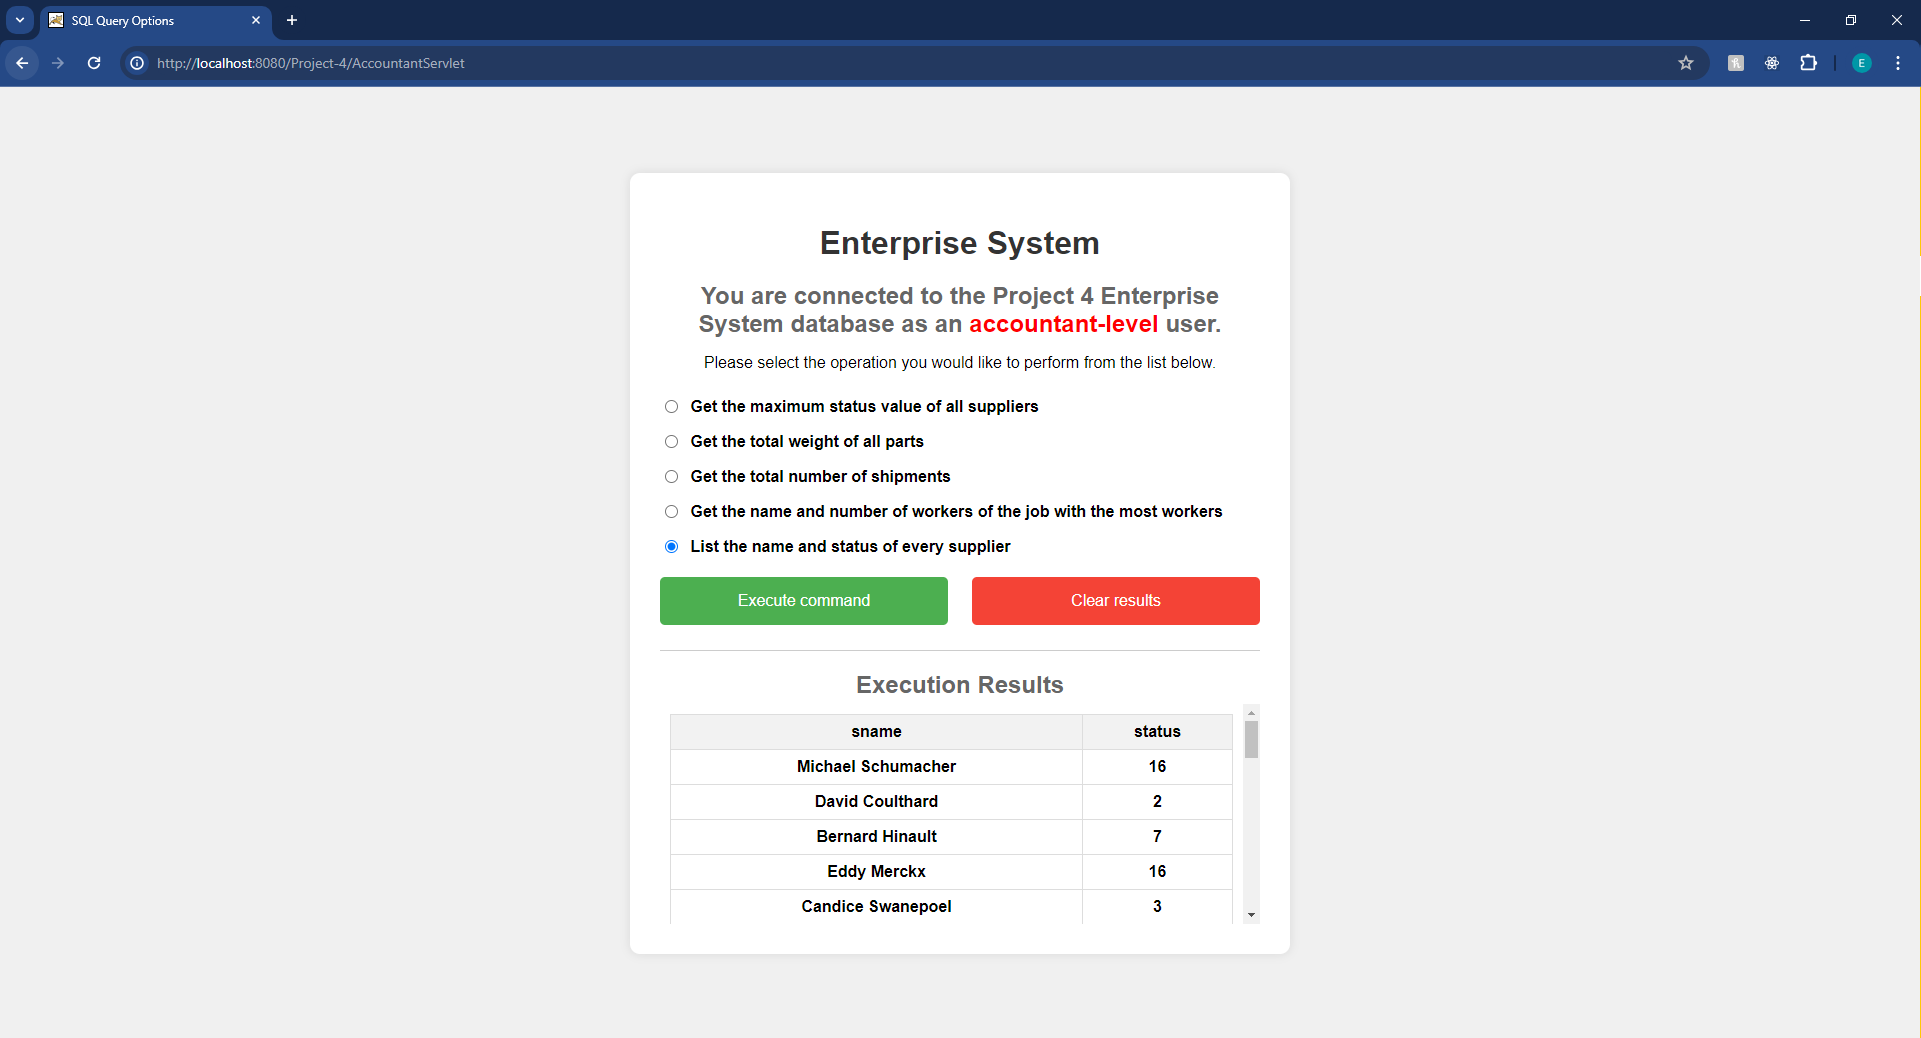 SQL Query Options
http://localhost:8080/Project-4/AccountantServlet
E
Enterprise System
You are connected to the Project 4 Enterprise
System database as an accountant-level user.
Please select the operation you would like to perform from the list below.
Get the maximum status value of all suppliers
Get the total weight of all parts
Get the total number of shipments
Get the name and number of workers of the job with the most workers
List the name and status of every supplier
Execute command
Clear results
Execution Results
sname status
Michael Schumacher 16
David Coulthard 2
Bernard Hinault 7
Eddy Merckx 16
Candice Swanepoel 3